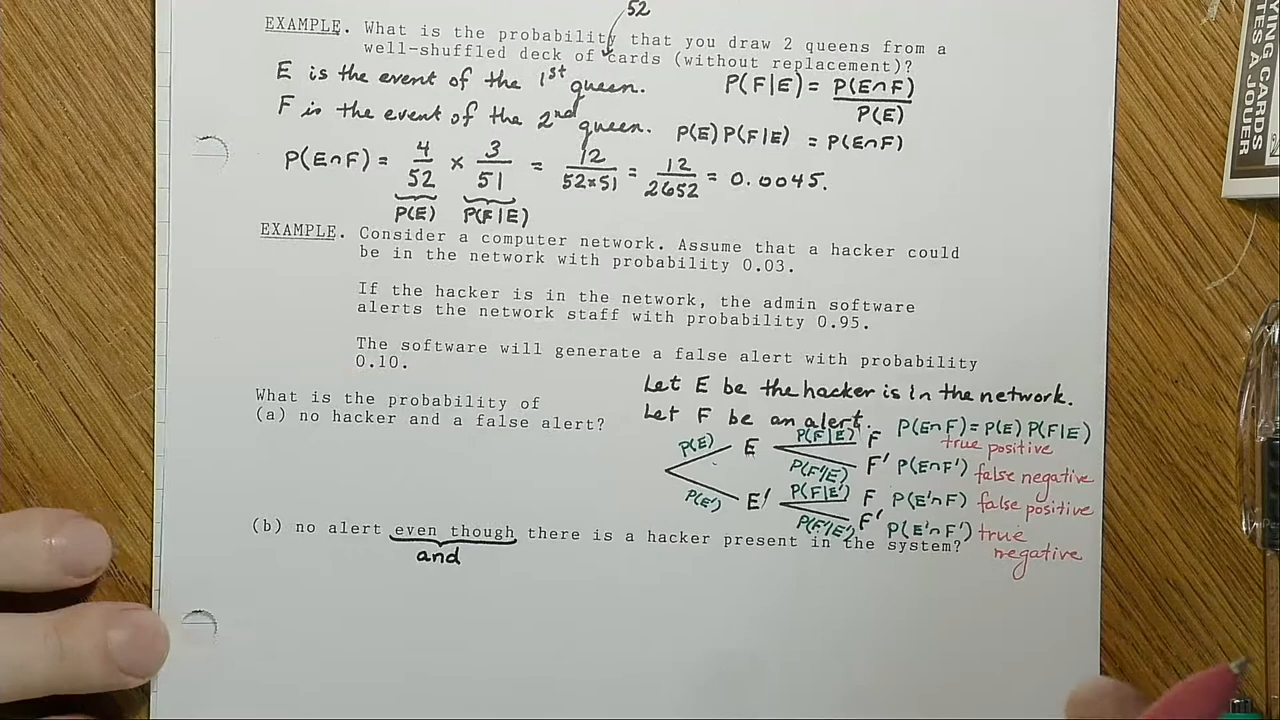 52
EXAMPLE. What is the probability that you draw 2 queens from a
well-shuffled deck of cards (without replacement)?
E is the event of the 1st queen.
P(F|E) = P(E∩F) / P(E)
F is the event of the 2nd queen.
P(E)P(F|E) = P(E∩F)
P(E∩F) = 4/52 × 3/51 = 12/52×51 = 12/2652 = 0.0045.
P(E) P(F|E)
EXAMPLE. Consider a computer network. Assume that a hacker could
be in the network with probability 0.03.
If the hacker is in the network, the admin software
alerts the network staff with probability 0.95.
The software will generate a false alert with probability
0.10.
Let E be the hacker is in the network.
What is the probability of
(a) no hacker and a false alert?
Let F be an alert.
P(E∩F) = P(E) P(F|E)
true positive
P(E) E P(F|E) F
P(F'|E) F' P(E∩F') false negative
P(E') E' P(F|E') F P(E'∩F) false positive
P(F'|E') F' P(E'∩F') true negative
(b) no alert even though there is a hacker present in the system?
and
YING CARDS
TES A JOUER